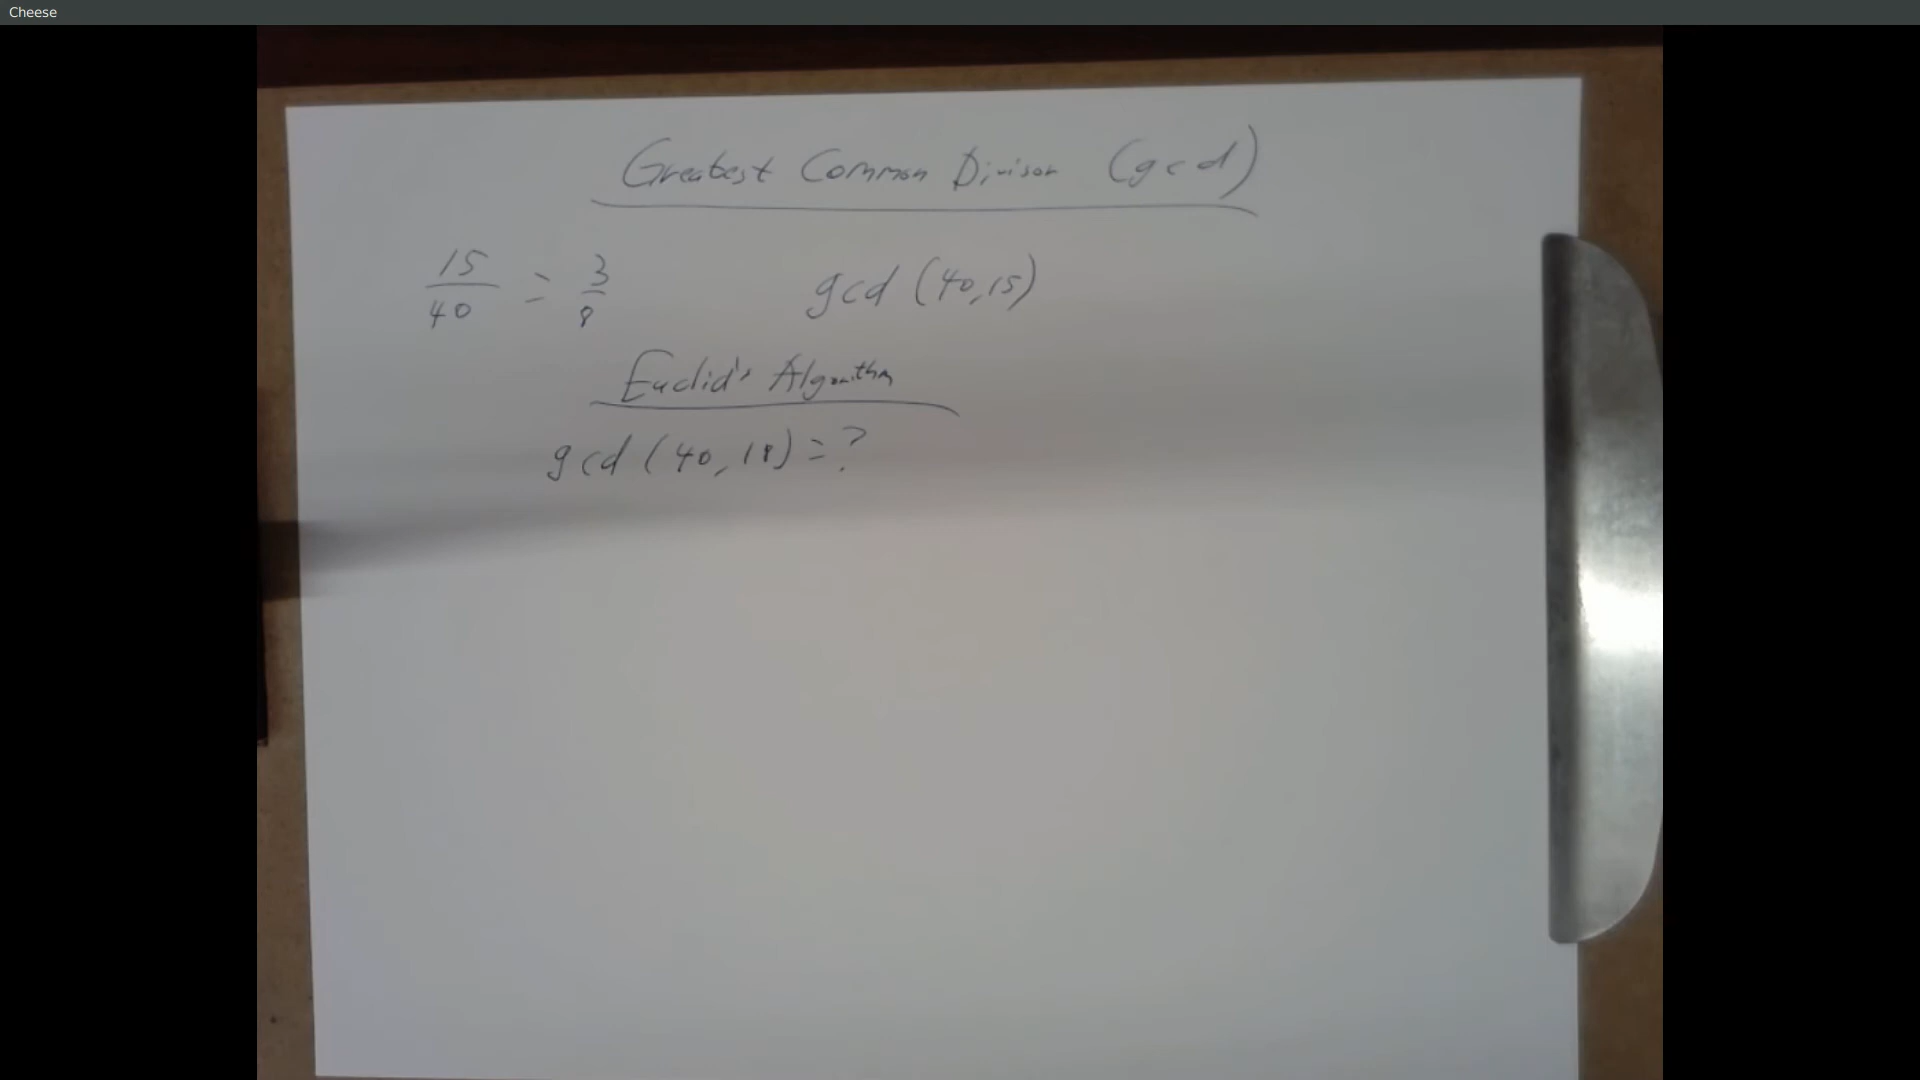 Cheese
Greatest Common Divisor (gcd)
15/40 = 3/8 gcd (40,15)
Euclid's Algorithm
gcd (40, 18) = ?